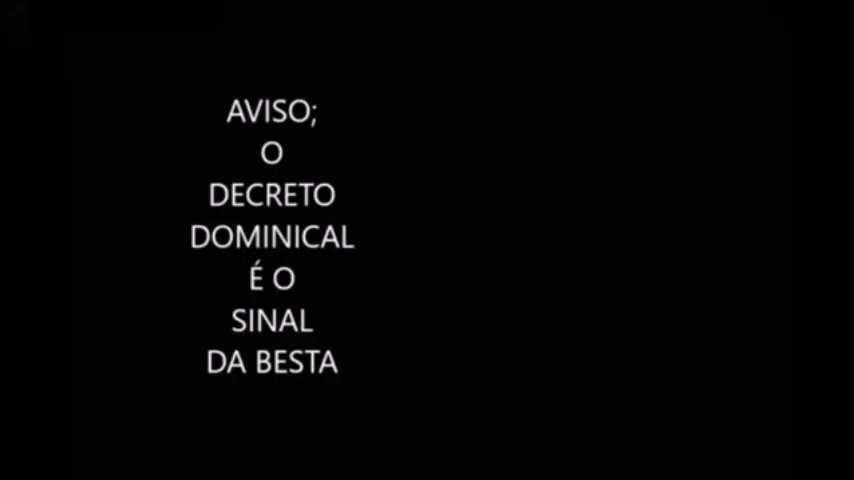 AVISO;
O
DECRETO
DOMINICAL
É O
SINAL
DA BESTA